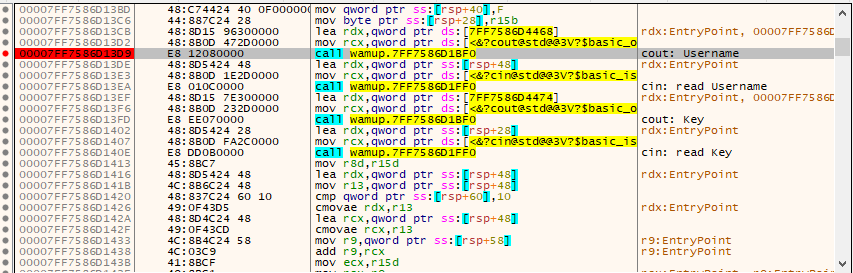 00007FF7586D13BD 48:C74424 40 0F000000 mov qword ptr ss:[rsp+40],F
00007FF7586D13C6 44:887C24 28 mov byte ptr ss:[rsp+28],r15b
00007FF7586D13CB 48:8D15 96300000 lea rdx,qword ptr ds:[7FF7586D4468] rdx:EntryPoint, 00007FF7586D
00007FF7586D13D2 48:8B0D 472D0000 mov rcx,qword ptr ds:[<&?cout@std@@3V?$basic_o
00007FF7586D13D9 E8 12080000 call wamup.7FF7586D1BF0 cout: Username
00007FF7586D13DE 48:8D5424 48 lea rdx,qword ptr ss:[rsp+48] rdx:EntryPoint
00007FF7586D13E3 48:8B0D 1E2D0000 mov rcx,qword ptr ds:[<&?cin@std@@3V?$basic_is
00007FF7586D13EA E8 010C0000 call wamup.7FF7586D1FF0 cin: read Username
00007FF7586D13EF 48:8D15 7E300000 lea rdx,qword ptr ds:[7FF7586D4474] rdx:EntryPoint, 00007FF7586D
00007FF7586D13F6 48:8B0D 232D0000 mov rcx,qword ptr ds:[<&?cout@std@@3V?$basic_o
00007FF7586D13FD E8 EE070000 call wamup.7FF7586D1BF0 cout: Key
00007FF7586D1402 48:8D5424 28 lea rdx,qword ptr ss:[rsp+28] rdx:EntryPoint
00007FF7586D1407 48:8B0D FA2C0000 mov rcx,qword ptr ds:[<&?cin@std@@3V?$basic_is
00007FF7586D140E E8 DD0B0000 call wamup.7FF7586D1FF0 cin: read Key
00007FF7586D1413 45:8BC7 mov r8d,r15d
00007FF7586D1416 48:8D5424 48 lea rdx,qword ptr ss:[rsp+48] rdx:EntryPoint
00007FF7586D141B 4C:8B6C24 48 mov r13,qword ptr ss:[rsp+48]
00007FF7586D1420 48:837C24 60 10 cmp qword ptr ss:[rsp+60],10
00007FF7586D1426 49:0F43D5 cmovae rdx,r13 rdx:EntryPoint
00007FF7586D142A 48:8D4C24 48 lea rcx,qword ptr ss:[rsp+48]
00007FF7586D142F 49:0F43CD cmovae rcx,r13
00007FF7586D1433 4C:8B4C24 58 mov r9,qword ptr ss:[rsp+58] r9:EntryPoint
00007FF7586D1438 4C:03C9 add r9,rcx r9:EntryPoint
00007FF7586D143B 41:8BCF mov ecx,r15d